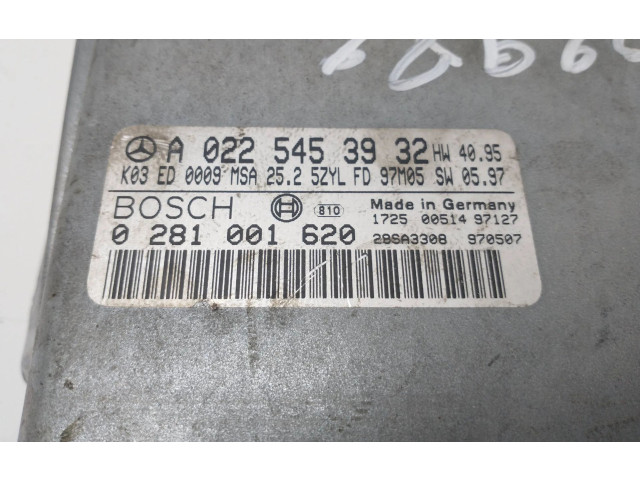 A 022 545 39 32 HW 40.95
K03 ED 0009 MSA 25.2 5ZYL FD 97M05 SW 05.97
BOSCH 810 Made in Germany
1725 00514 97127
0 281 001 620 28SA3308 970507